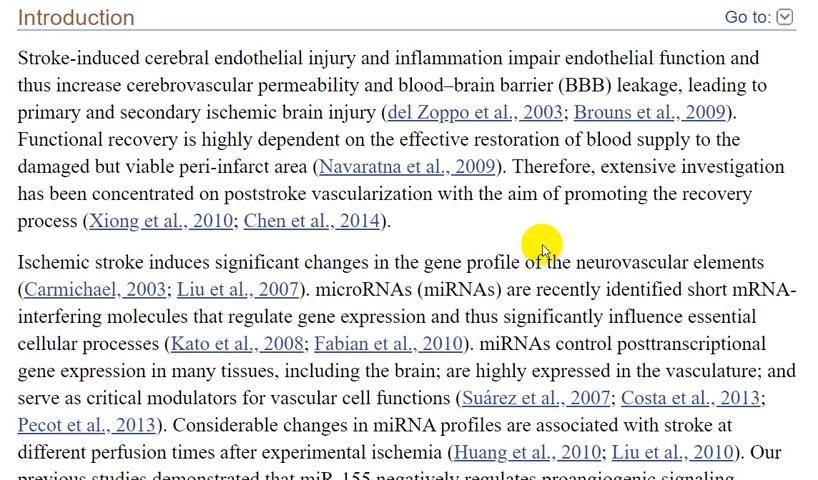 Introduction
Go to:
Stroke-induced cerebral endothelial injury and inflammation impair endothelial function and
thus increase cerebrovascular permeability and blood–brain barrier (BBB) leakage, leading to
primary and secondary ischemic brain injury (del Zoppo et al., 2003; Brouns et al., 2009).
Functional recovery is highly dependent on the effective restoration of blood supply to the
damaged but viable peri-infarct area (Navaratna et al., 2009). Therefore, extensive investigation
has been concentrated on poststroke vascularization with the aim of promoting the recovery
process (Xiong et al., 2010; Chen et al., 2014).
Ischemic stroke induces significant changes in the gene profile of the neurovascular elements
(Carmichael, 2003; Liu et al., 2007). microRNAs (miRNAs) are recently identified short mRNA-
interfering molecules that regulate gene expression and thus significantly influence essential
cellular processes (Kato et al., 2008; Fabian et al., 2010). miRNAs control posttranscriptional
gene expression in many tissues, including the brain; are highly expressed in the vasculature; and
serve as critical modulators for vascular cell functions (Suárez et al., 2007; Costa et al., 2013;
Pecot et al., 2013). Considerable changes in miRNA profiles are associated with stroke at
different perfusion times after experimental ischemia (Huang et al., 2010; Liu et al., 2010). Our
previous studies demonstrated that miR-155 negatively regulates proangiogenic signaling